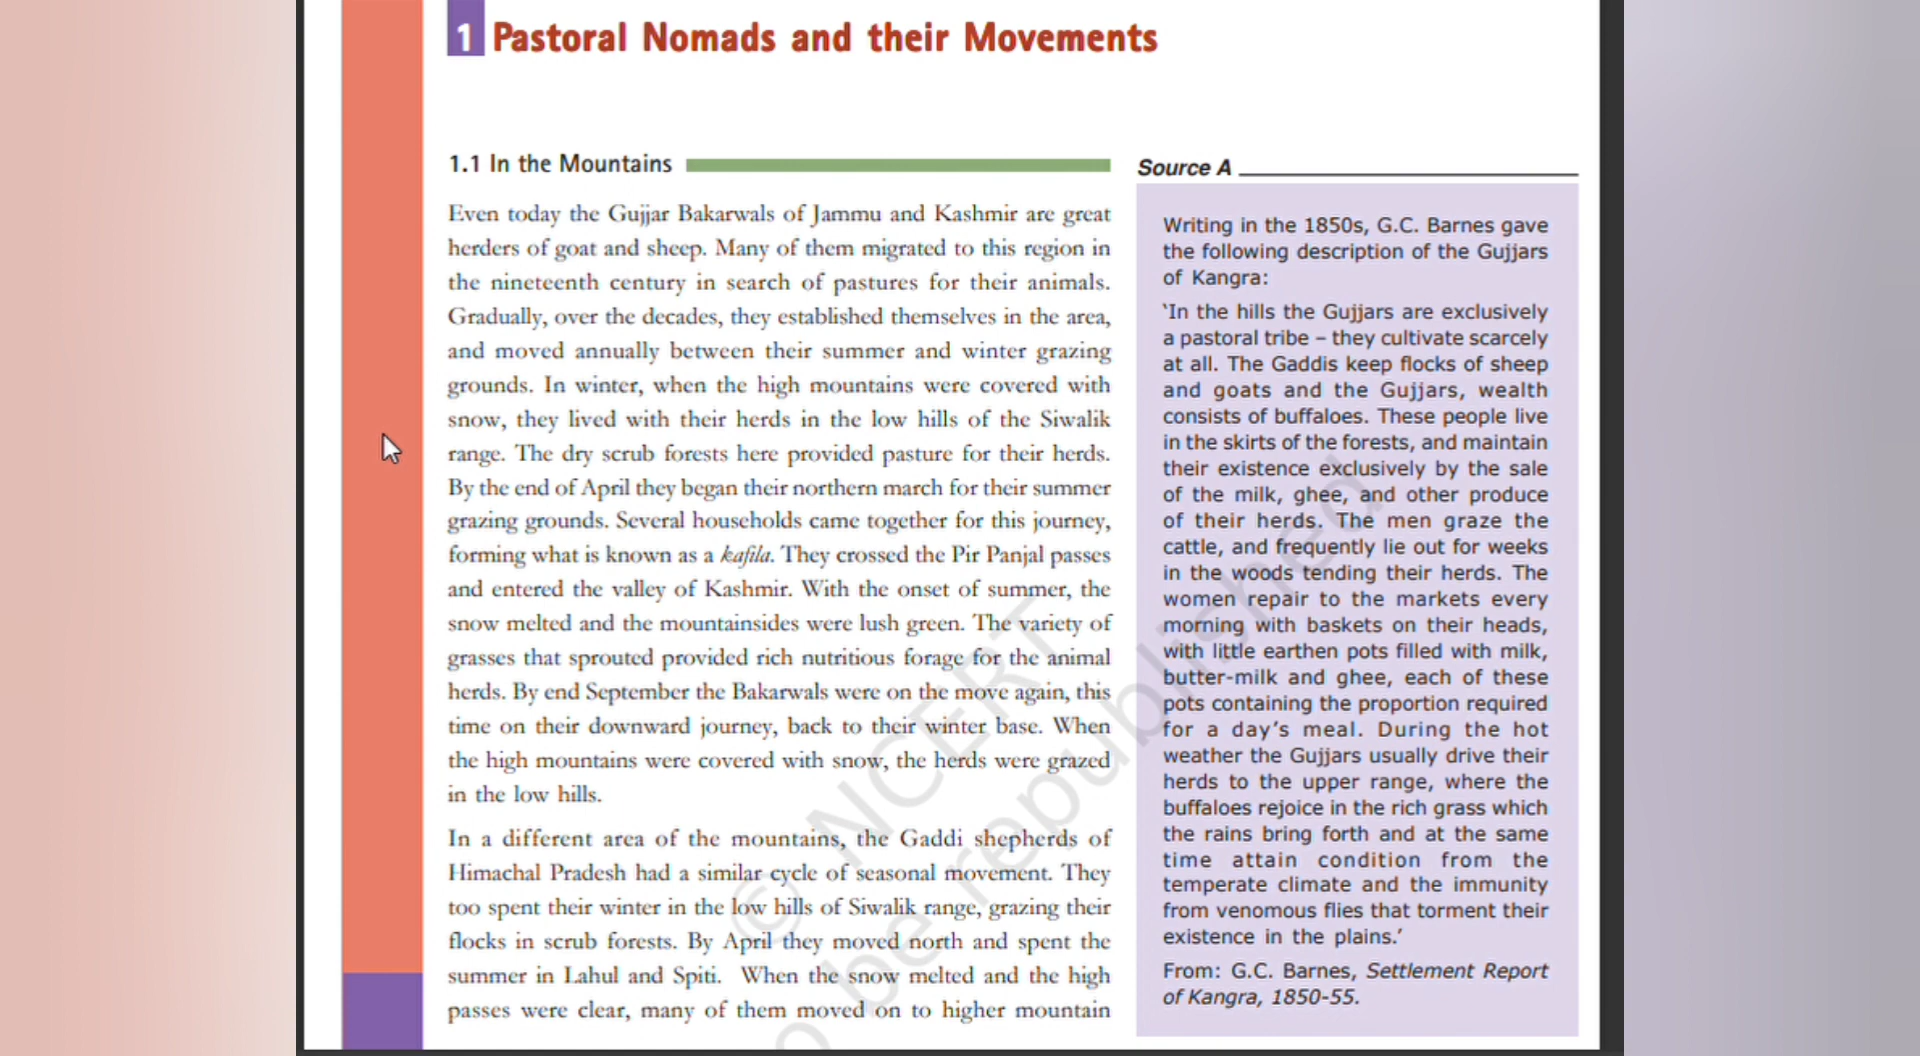 1 Pastoral Nomads and their Movements
1.1 In the Mountains
Even today the Gujjar Bakarwals of Jammu and Kashmir are great
herders of goat and sheep. Many of them migrated to this region in
the nineteenth century in search of pastures for their animals.
Gradually, over the decades, they established themselves in the area,
and moved annually between their summer and winter grazing
grounds. In winter, when the high mountains were covered with
snow, they lived with their herds in the low hills of the Siwalik
range. The dry scrub forests here provided pasture for their herds.
By the end of April they began their northern march for their summer
grazing grounds. Several households came together for this journey,
forming what is known as a kafila. They crossed the Pir Panjal passes
and entered the valley of Kashmir. With the onset of summer, the
snow melted and the mountainsides were lush green. The variety of
grasses that sprouted provided rich nutritious forage for the animal
herds. By end September the Bakarwals were on the move again, this
time on their downward journey, back to their winter base. When
the high mountains were covered with snow, the herds were grazed
in the low hills.
In a different area of the mountains, the Gaddi shepherds of
Himachal Pradesh had a similar cycle of seasonal movement. They
too spent their winter in the low hills of Siwalik range, grazing their
flocks in scrub forests. By April they moved north and spent the
summer in Lahul and Spiti. When the snow melted and the high
passes were clear, many of them moved on to higher mountain
Source A
Writing in the 1850s, G.C. Barnes gave
the following description of the Gujjars
of Kangra:
‘In the hills the Gujjars are exclusively
a pastoral tribe – they cultivate scarcely
at all. The Gaddis keep flocks of sheep
and goats and the Gujjars, wealth
consists of buffaloes. These people live
in the skirts of the forests, and maintain
their existence exclusively by the sale
of the milk, ghee, and other produce
of their herds. The men graze the
cattle, and frequently lie out for weeks
in the woods tending their herds. The
women repair to the markets every
morning with baskets on their heads,
with little earthen pots filled with milk,
butter-milk and ghee, each of these
pots containing the proportion required
for a day’s meal. During the hot
weather the Gujjars usually drive their
herds to the upper range, where the
buffaloes rejoice in the rich grass which
the rains bring forth and at the same
time attain condition from the
temperate climate and the immunity
from venomous flies that torment their
existence in the plains.’
From: G.C. Barnes, Settlement Report
of Kangra, 1850-55.
© NCERT
o be republished